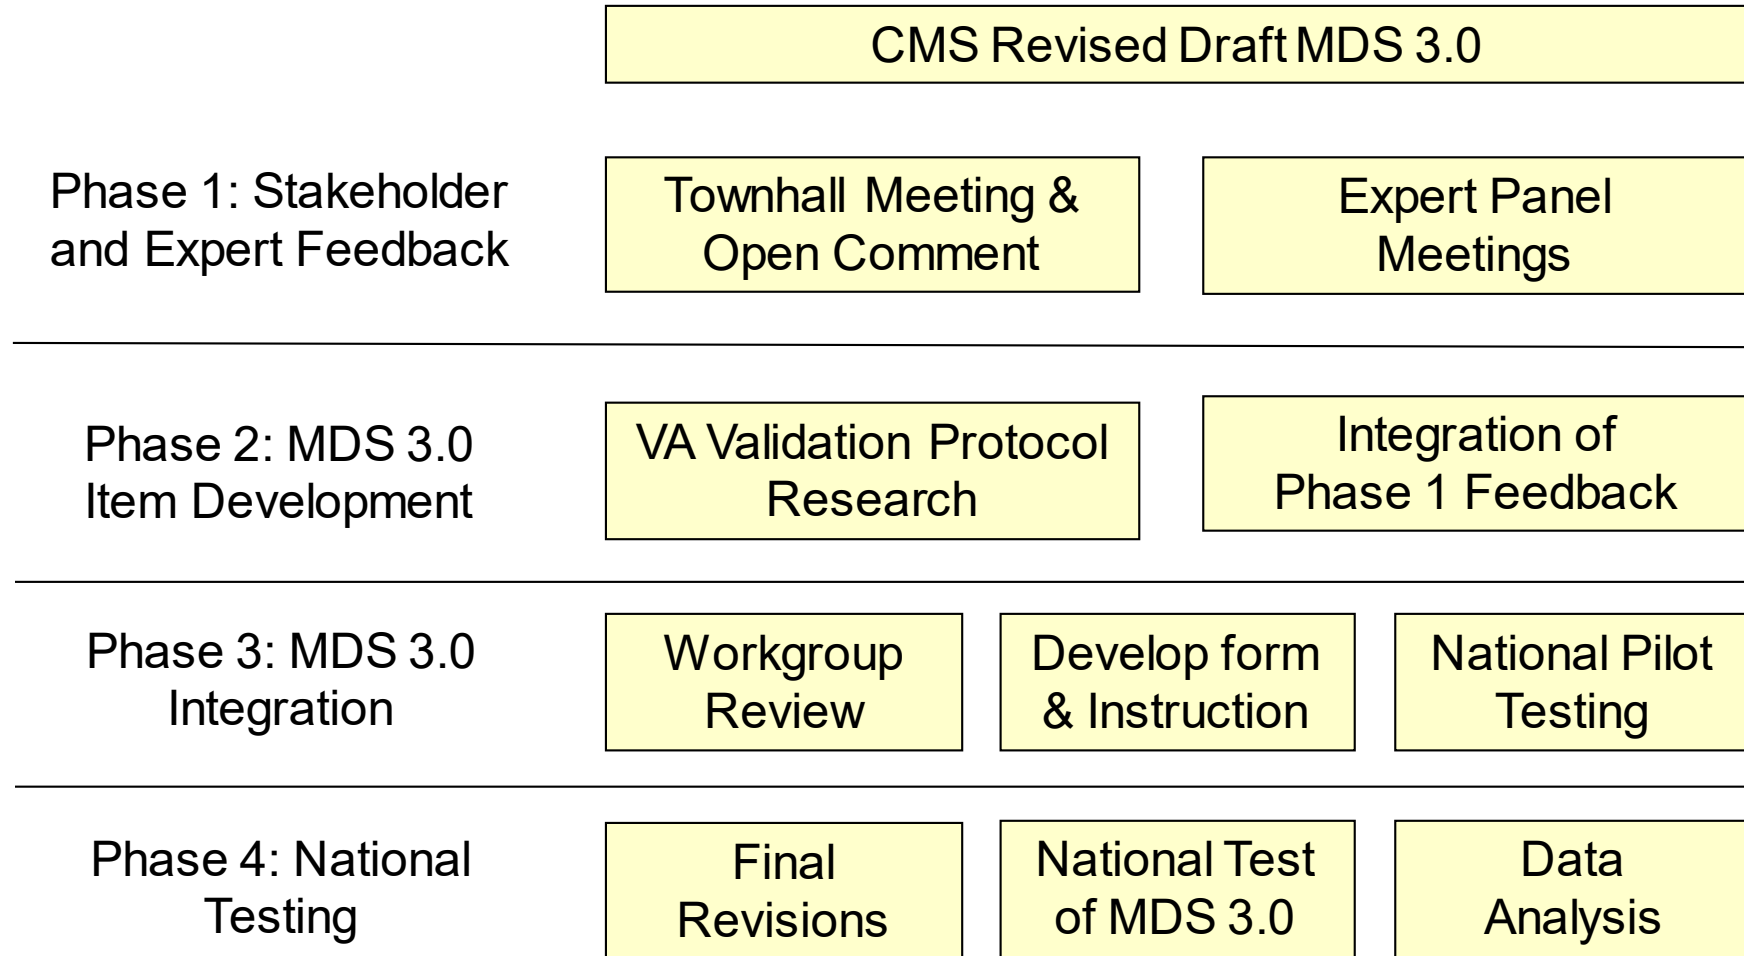 CMS Revised Draft MDS 3.0
Phase 1: Stakeholder
and Expert Feedback
Townhall Meeting &
Open Comment
Expert Panel
Meetings
Phase 2: MDS 3.0
Item Development
VA Validation Protocol
Research
Integration of
Phase 1 Feedback
Phase 3: MDS 3.0
Integration
Workgroup
Review
Develop form
& Instruction
National Pilot
Testing
Phase 4: National
Testing
Final
Revisions
National Test
of MDS 3.0
Data
Analysis